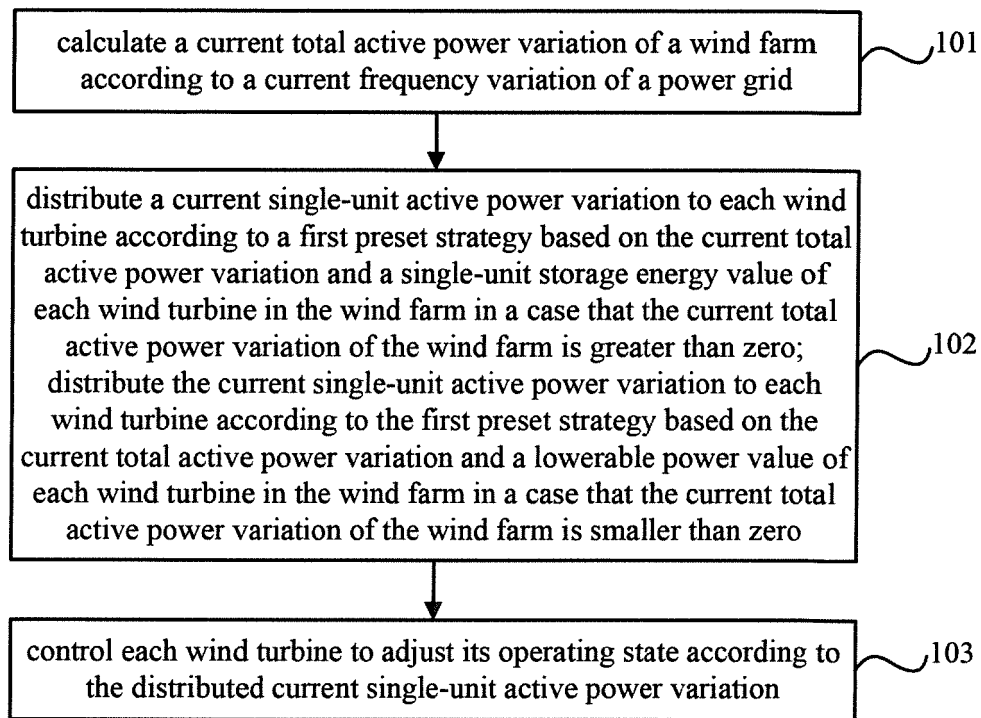 calculate a current total active power variation of a wind farm
according to a current frequency variation of a power grid
101
distribute a current single-unit active power variation to each wind
turbine according to a first preset strategy based on the current total
active power variation and a single-unit storage energy value of
each wind turbine in the wind farm in a case that the current total
active power variation of the wind farm is greater than zero;
distribute the current single-unit active power variation to each
wind turbine according to the first preset strategy based on the
current total active power variation and a lowerable power value of
each wind turbine in the wind farm in a case that the current total
active power variation of the wind farm is smaller than zero
102
control each wind turbine to adjust its operating state according to
the distributed current single-unit active power variation
103